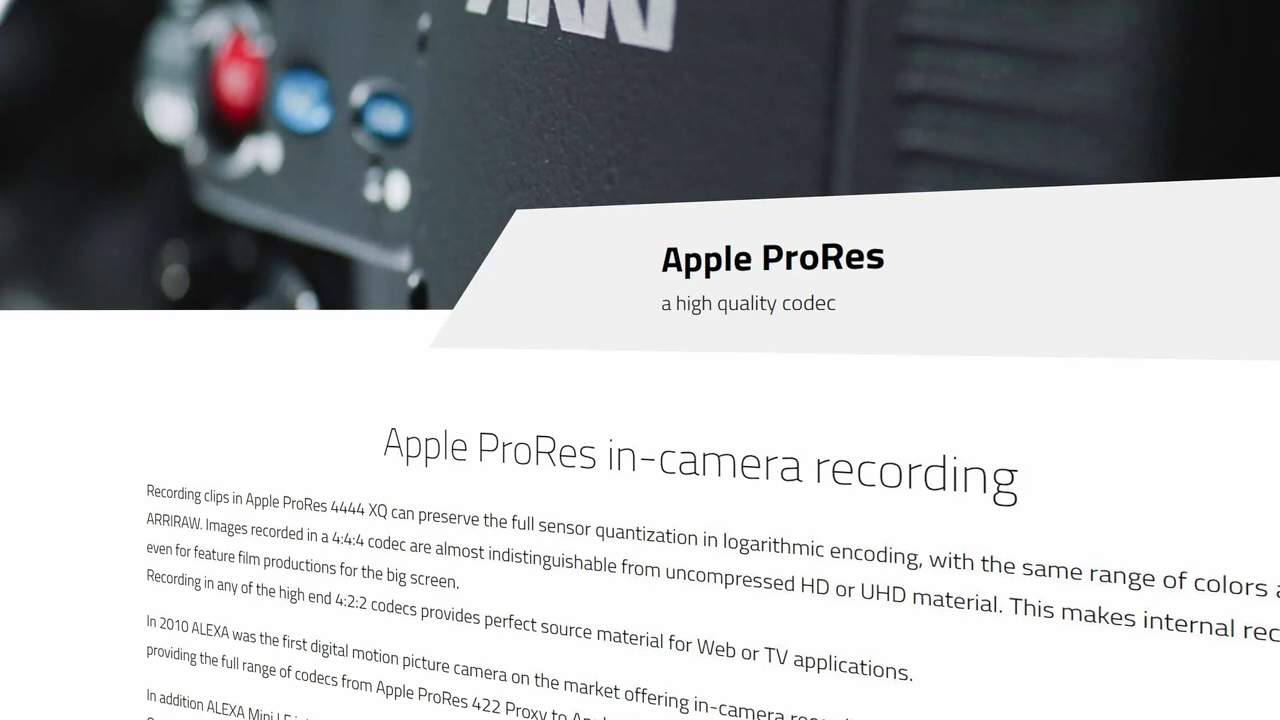 ARRI
Apple ProRes
a high quality codec
Apple ProRes in-camera recording
Recording clips in Apple ProRes 4444 XQ can preserve the full sensor quantization in logarithmic encoding, with the same range of colors
ARRIRAW. Images recorded in a 4:4:4 codec are almost indistinguishable from uncompressed HD or UHD material. This makes internal rec
even for feature film productions for the big screen.
Recording in any of the high end 4:2:2 codecs provides perfect source material for Web or TV applications.
In 2010 ALEXA was the first digital motion picture camera on the market offering in-camera
providing the full range of codecs from Apple ProRes 422 Proxy to
In addition ALEXA Mini LF